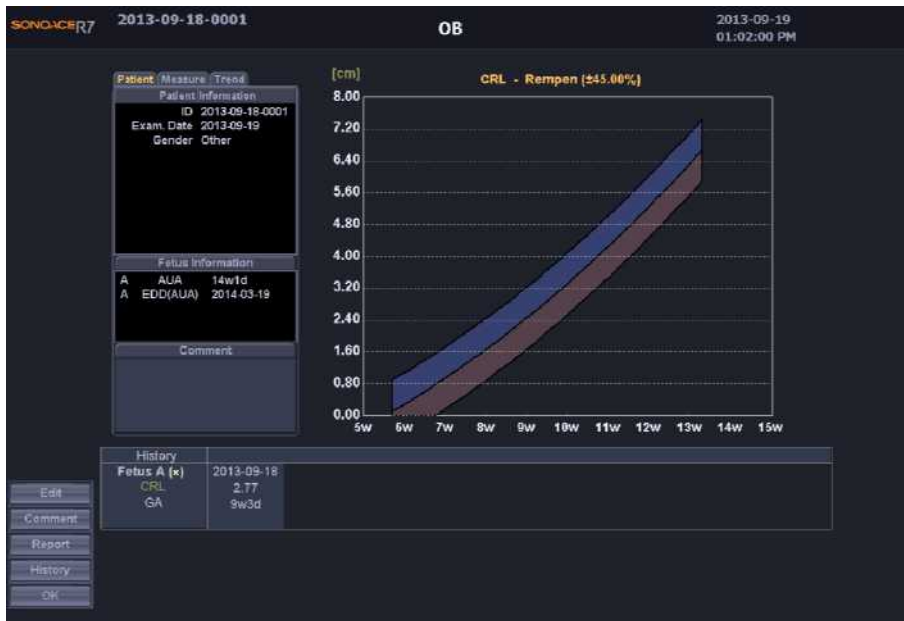 SONOACE R7
2013-09-18-0001
OB
2013-09-19
01:02:00 PM
Patient Measure Trend
Patient Information
ID 2013-09-18-0001
Exam. Date 2013-09-19
Gender Other
Fetus Information
A AUA 14w1d
A EDD(AUA) 2014-03-19
Comment
[cm]
CRL - Rempen (±45.00%)
8.00
7.20
6.40
5.60
4.80
4.00
3.20
2.40
1.60
0.80
0.00
5w 6w 7w 8w 9w 10w 11w 12w 13w 14w 15w
History
Fetus A (x) 2013-09-18
CRL 2.77
GA 9w3d
Edit
Comment
Report
History
OK